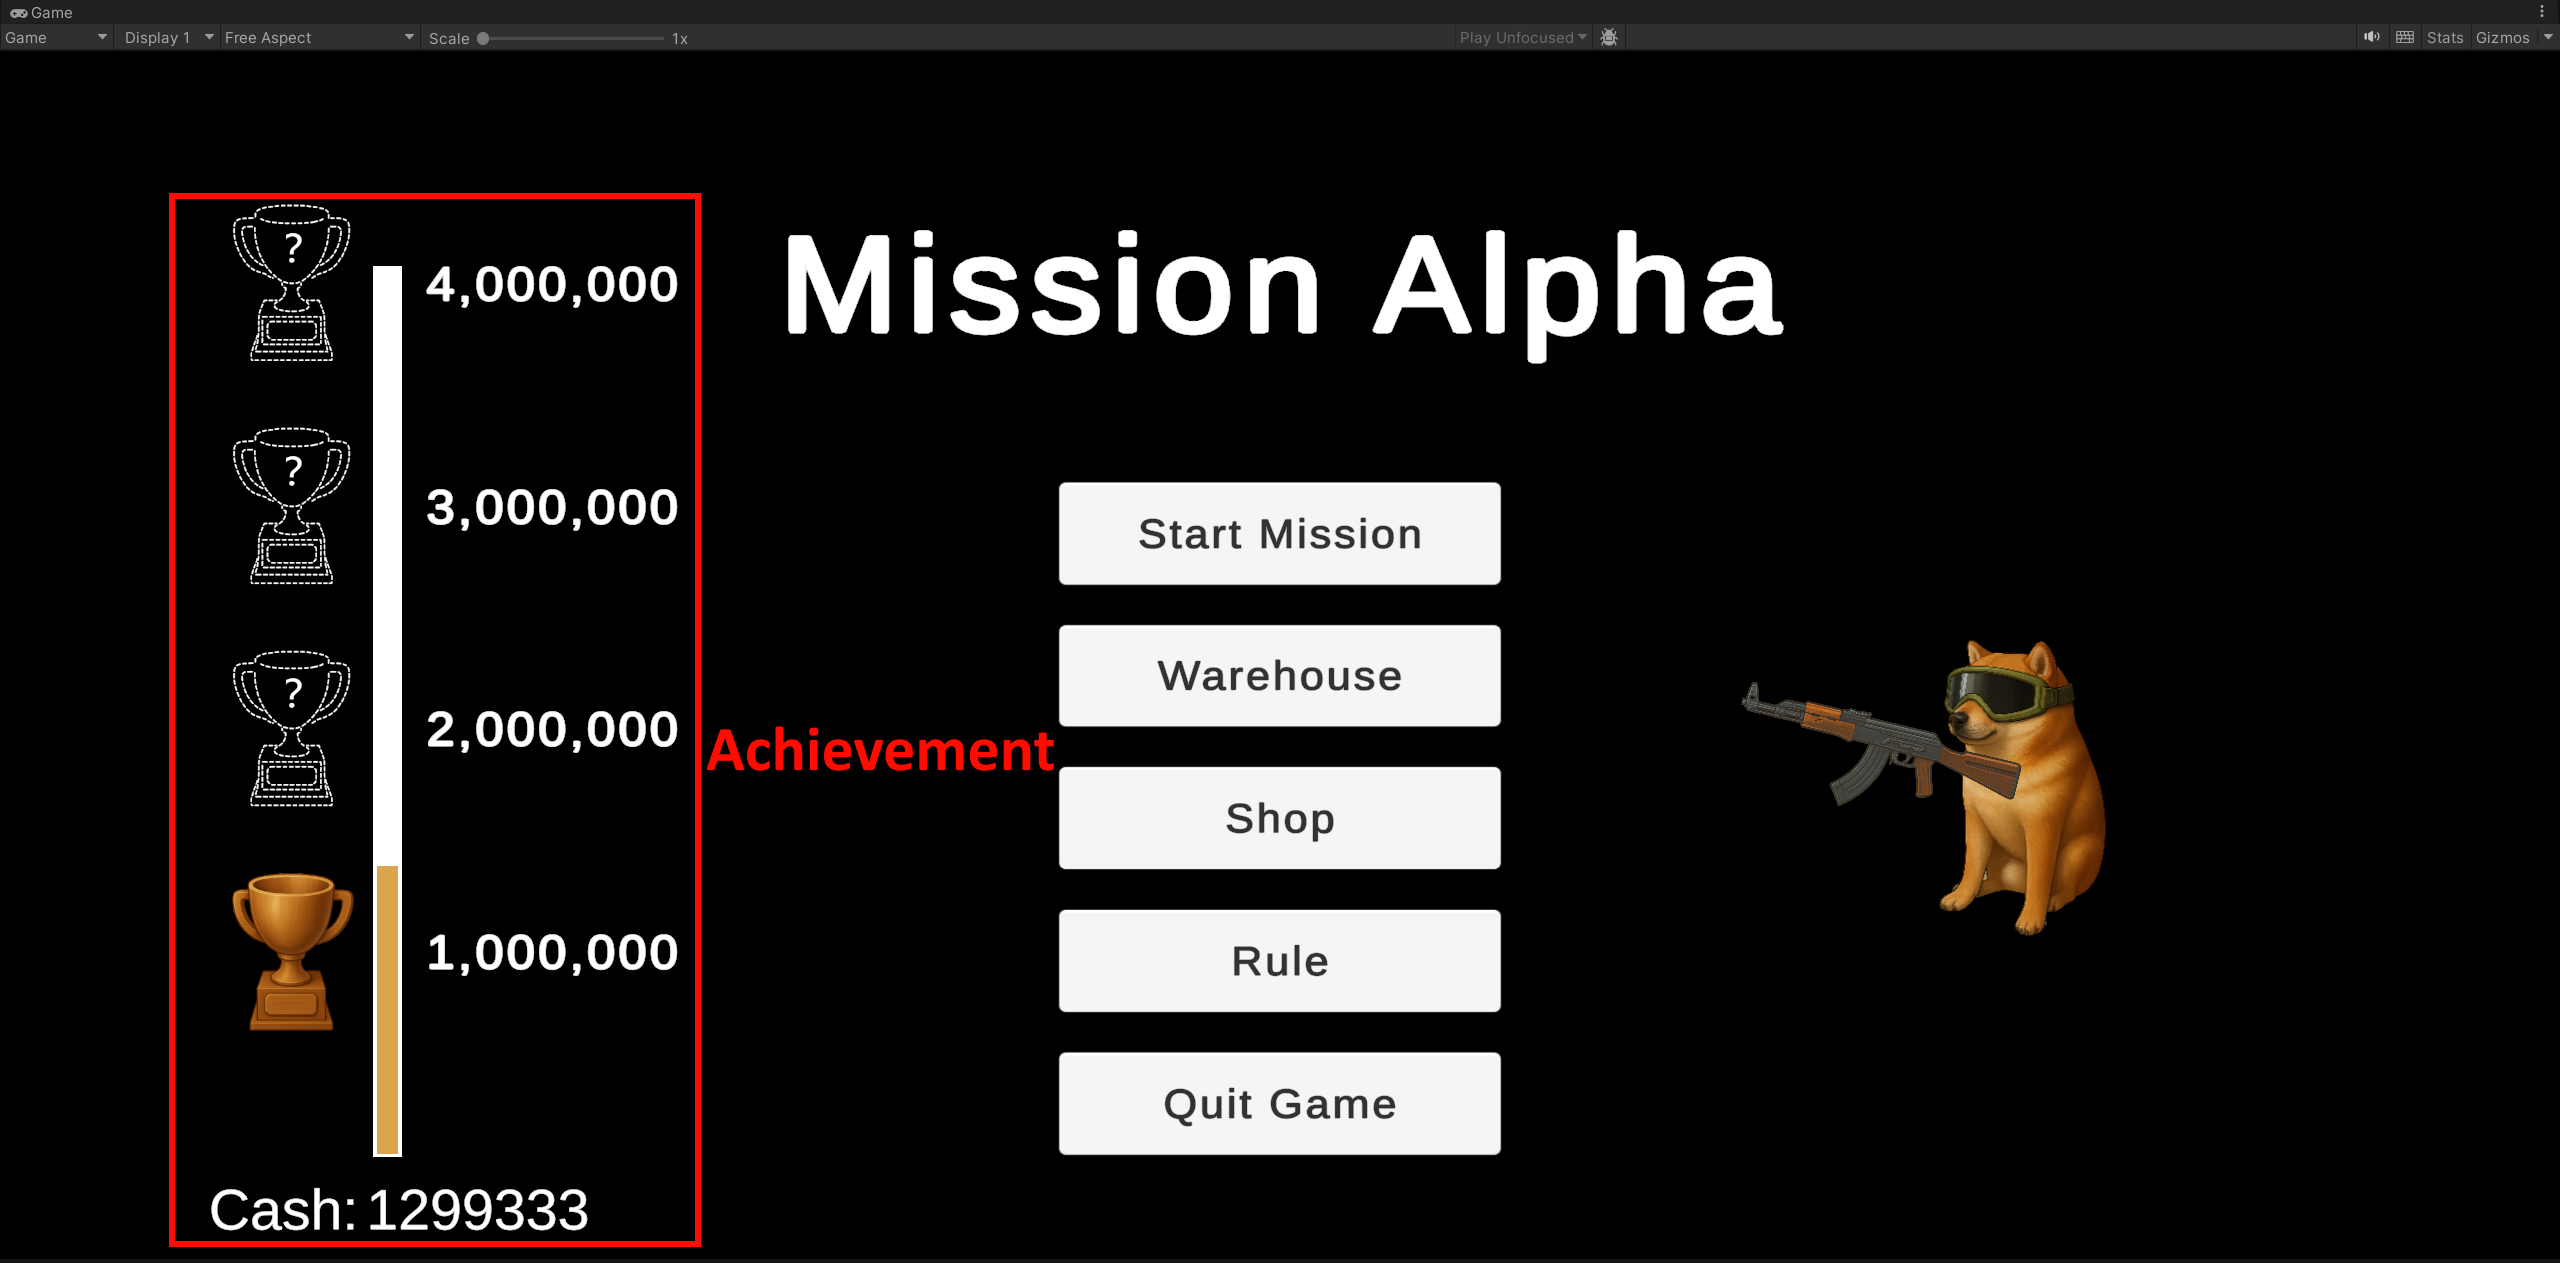 Game
Game Display 1 Free Aspect Scale 1x Play Unfocused Stats Gizmos
Mission Alpha
?
4,000,000
?
3,000,000
?
2,000,000
1,000,000
Cash: 1299333
Achievement
Start Mission
Warehouse
Shop
Rule
Quit Game